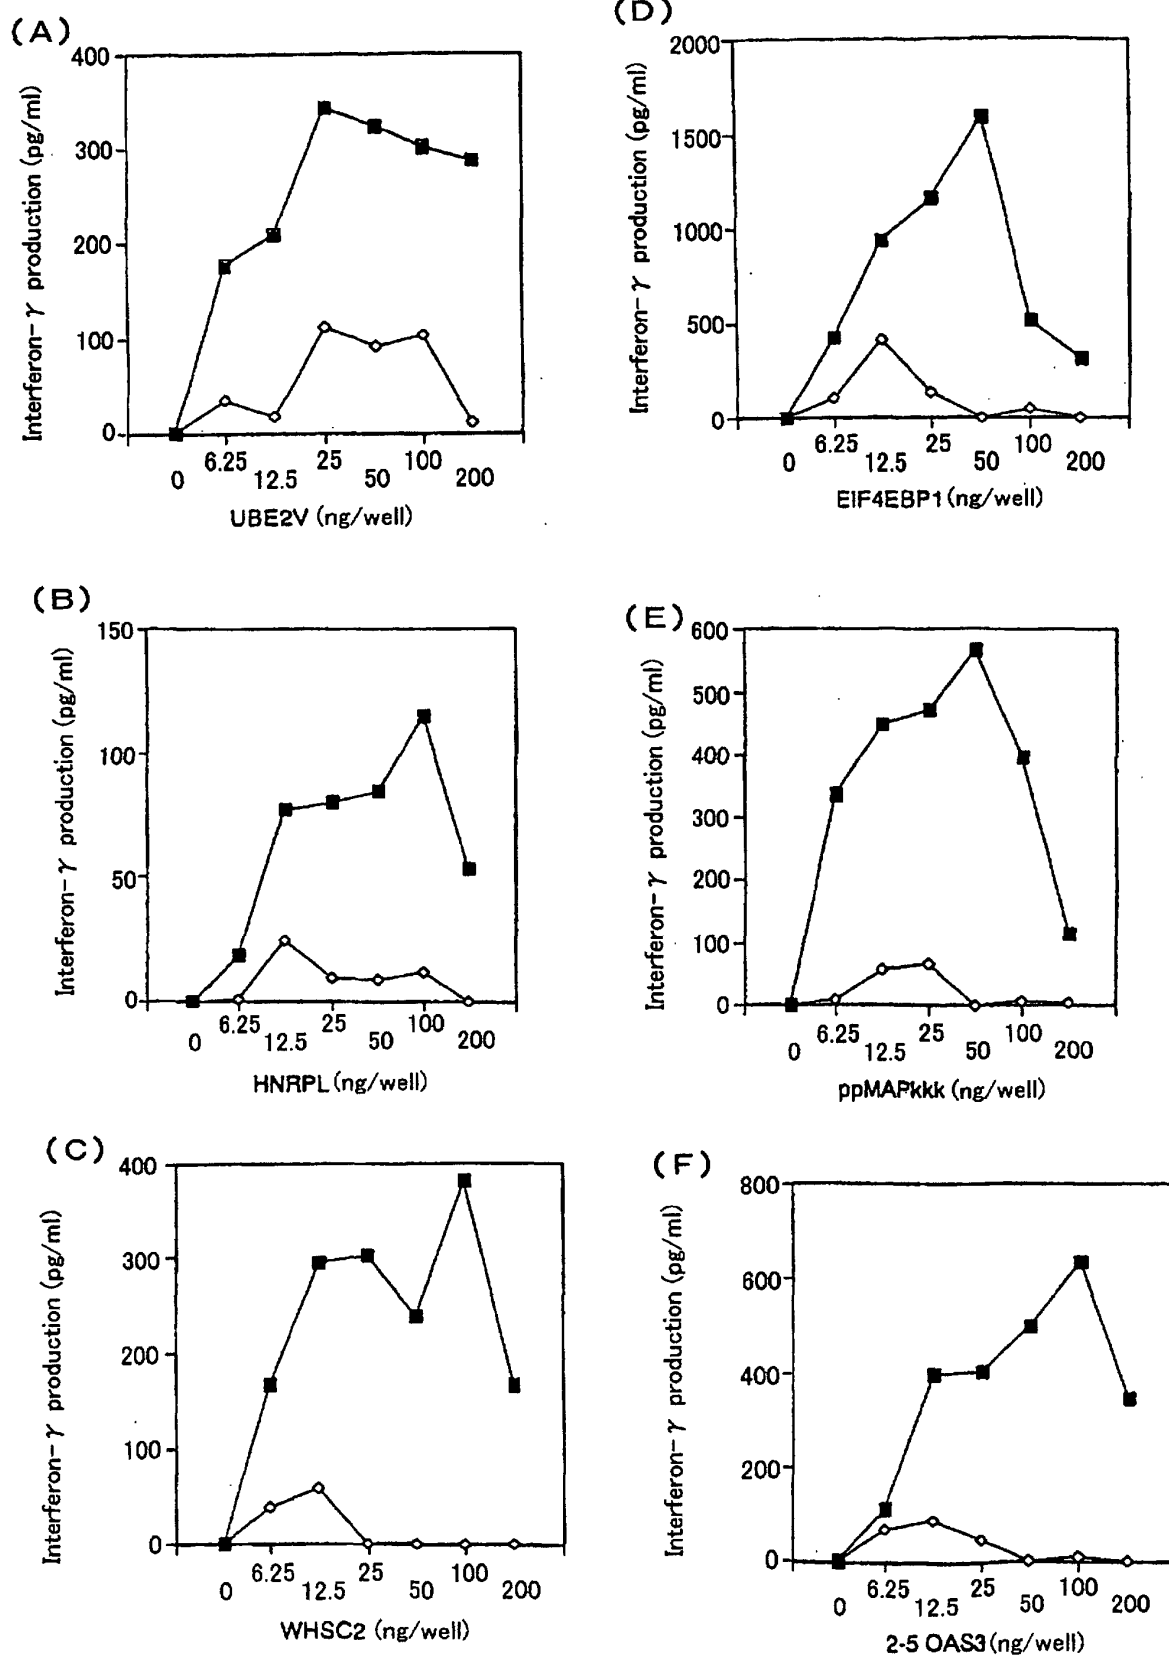 (A)
Interferon-γ production (pg/ml)
400
300
200
100
0
0 6.25 12.5 25 50 100 200
UBE2V (ng/well)
(D)
Interferon-γ production (pg/ml)
2000
1500
1000
500
0
0 6.25 12.5 25 50 100 200
EIF4EBP1(ng/well)
(B)
Interferon-γ production (pg/ml)
150
100
50
0
0 6.25 12.5 25 50 100 200
HNRPL(ng/well)
(E)
Interferon-γ production (pg/ml)
600
500
400
300
200
100
0
0 6.25 12.5 25 50 100 200
ppMAPkkk (ng/well)
(C)
Interferon-γ production (pg/ml)
400
300
200
100
0
0 6.25 12.5 25 50 100 200
WHSC2 (ng/well)
(F)
Interferon-γ production (pg/ml)
800
600
400
200
0
0 6.25 12.5 25 50 100 200
2-5 OAS3(ng/well)